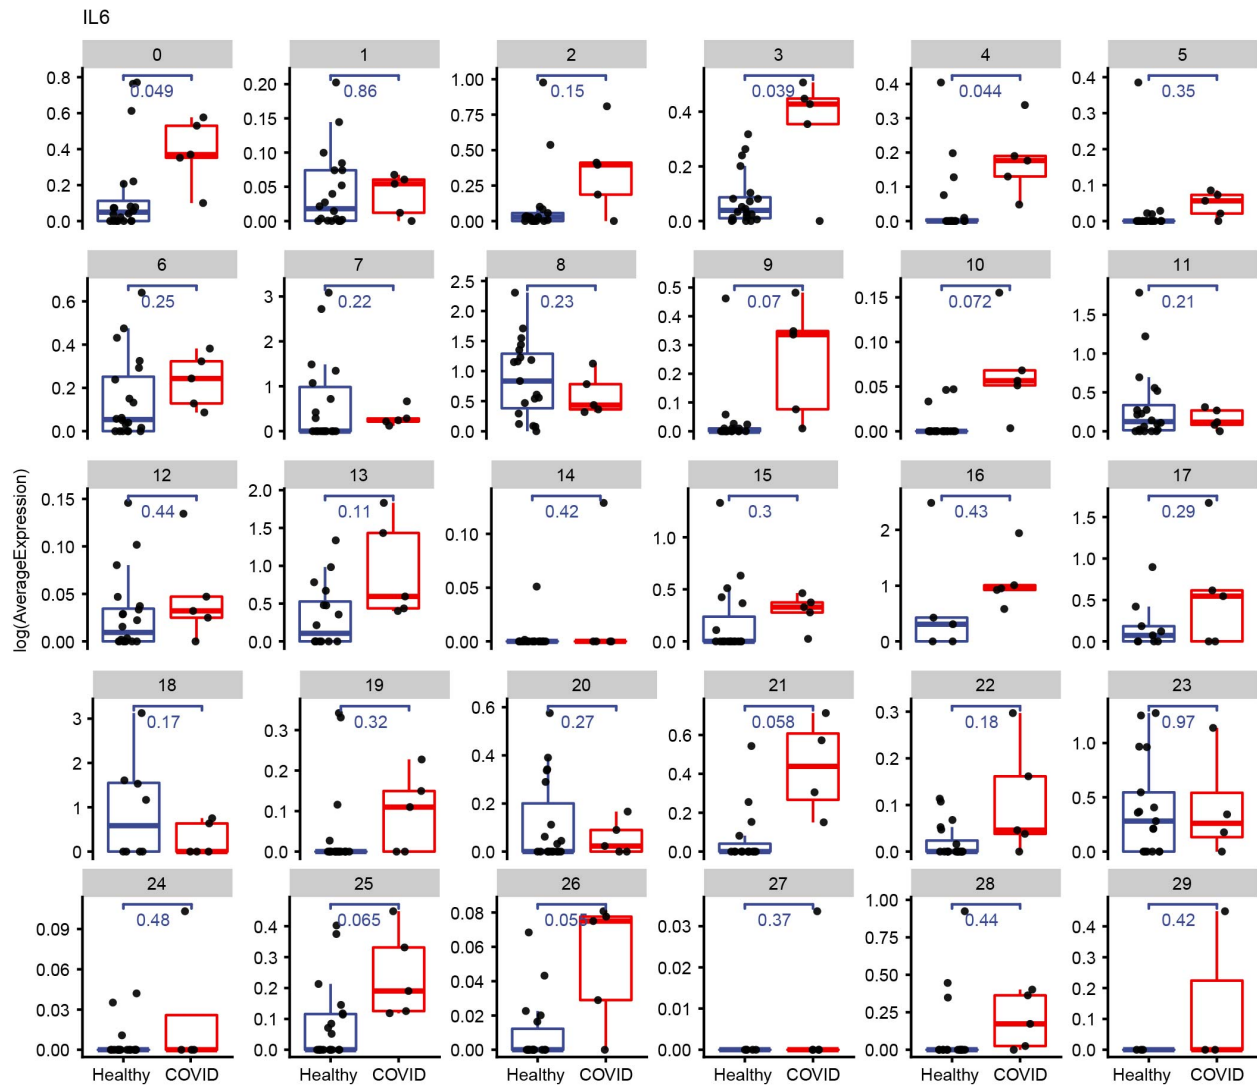 IL6
0 1 2 3 4 5
0.8 0.6 0.4 0.2 0.0 0.049
0.20 0.15 0.10 0.05 0.00 0.86
1.00 0.75 0.50 0.25 0.00 0.15
0.4 0.2 0.0 0.039
0.4 0.3 0.2 0.1 0.0 0.044
0.4 0.3 0.2 0.1 0.0 0.35
6 7 8 9 10 11
0.6 0.4 0.2 0.0 0.25
3 2 1 0 0.22
2.5 2.0 1.5 1.0 0.5 0.0 0.23
0.5 0.4 0.3 0.2 0.1 0.0 0.07
0.15 0.10 0.05 0.00 0.072
1.5 1.0 0.5 0.0 0.21
log(AverageExpression)
12 13 14 15 16 17
0.15 0.10 0.05 0.00 0.44
2.0 1.5 1.0 0.5 0.0 0.11
0.10 0.05 0.00 0.42
1.0 0.5 0.0 0.3
2 1 0 0.43
1.5 1.0 0.5 0.0 0.29
18 19 20 21 22 23
3 2 1 0 0.17
0.3 0.2 0.1 0.0 0.32
0.6 0.4 0.2 0.0 0.27
0.6 0.4 0.2 0.0 0.058
0.3 0.2 0.1 0.0 0.18
1.0 0.5 0.0 0.97
24 25 26 27 28 29
0.09 0.06 0.03 0.00 0.48
0.4 0.3 0.2 0.1 0.0 0.065
0.08 0.06 0.04 0.02 0.00
0.03 0.02 0.01 0.00 0.37
1.00 0.75 0.50 0.25 0.00 0.44
0.4 0.3 0.2 0.1 0.0 0.42
Healthy COVID Healthy COVID Healthy COVID Healthy COVID Healthy COVID Healthy COVID